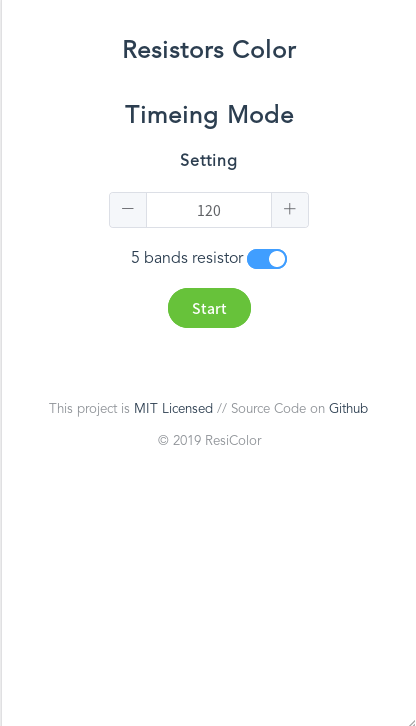 Resistors Color
Timeing Mode
Setting
120
5 bands resistor
Start
This project is MIT Licensed // Source Code on Github
© 2019 ResiColor